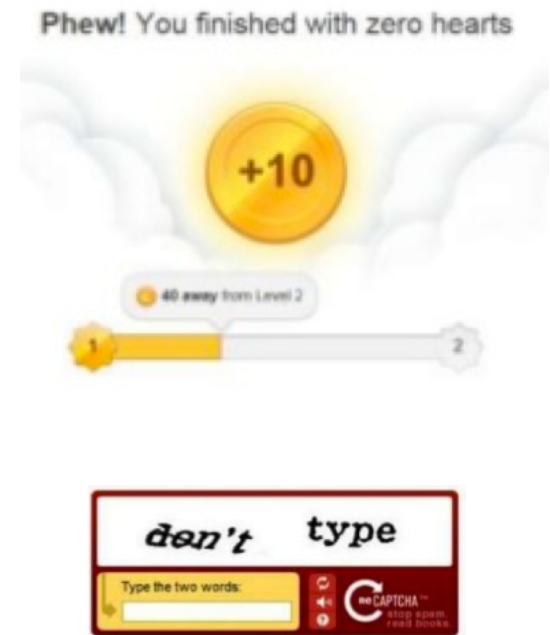 Phew! You finished with zero hearts
+10
40 away from Level 2
1
2
don't type
Type the two words:
reCAPTCHA™
stop spam.
read books.